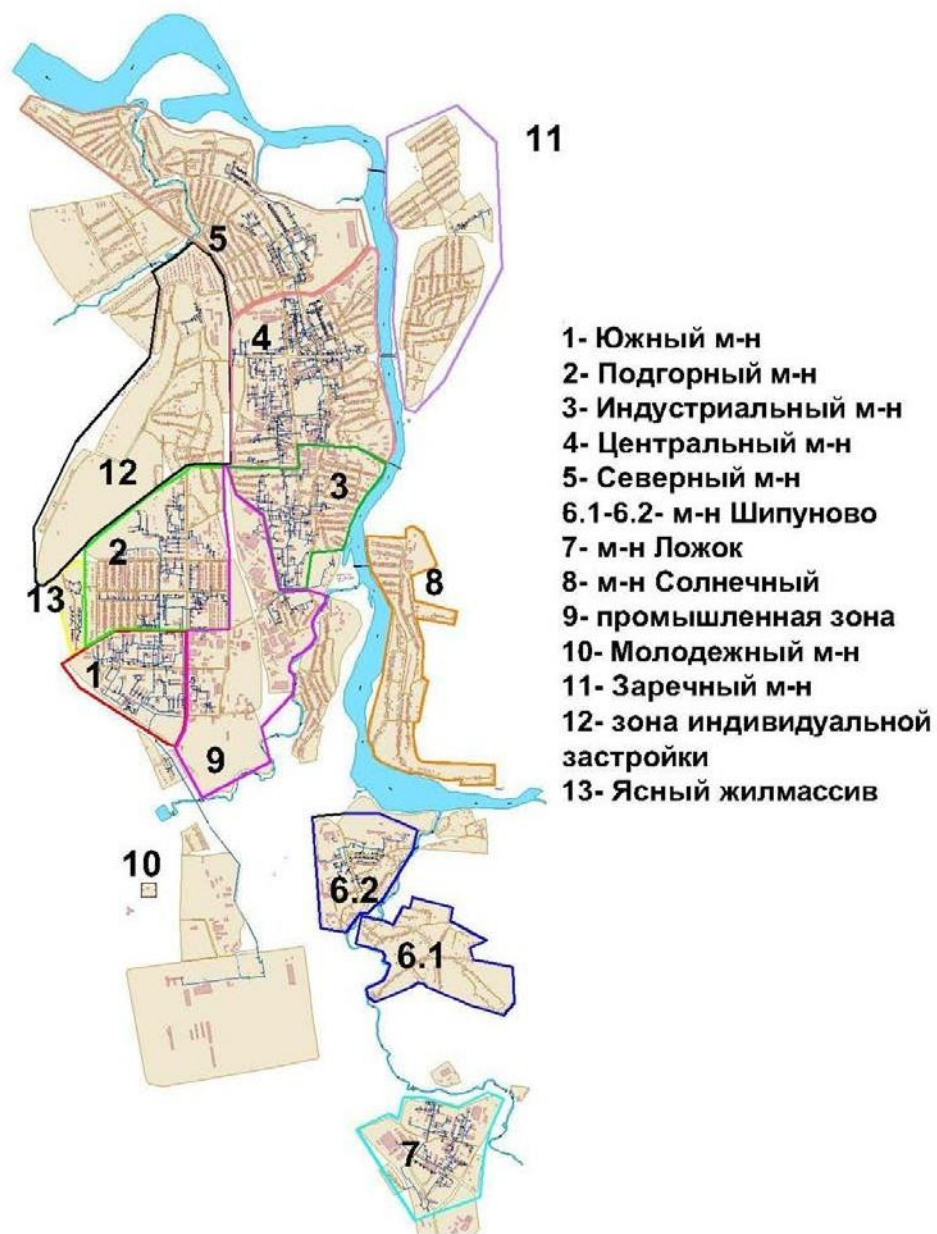 11
5
4
12
3
2
13
8
1
9
10
6.2
6.1
7
1- Южный м-н
2- Подгорный м-н
3- Индустриальный м-н
4- Центральный м-н
5- Северный м-н
6.1-6.2- м-н Шипуново
7- м-н Ложок
8- м-н Солнечный
9- промышленная зона
10- Молодежный м-н
11- Заречный м-н
12- зона индивидуальной
застройки
13- Ясный жилмассив